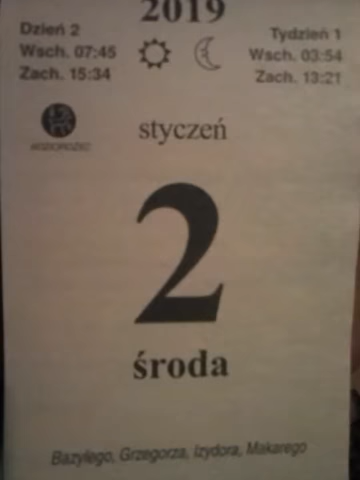 2019
Dzień 2
Wsch. 07:45
Zach. 15:34
Tydzień 1
Wsch. 03:54
Zach. 13:21
KOZIOROŻEC
styczeń
2
środa
Bazylego, Grzegorza, Izydora, Makarego